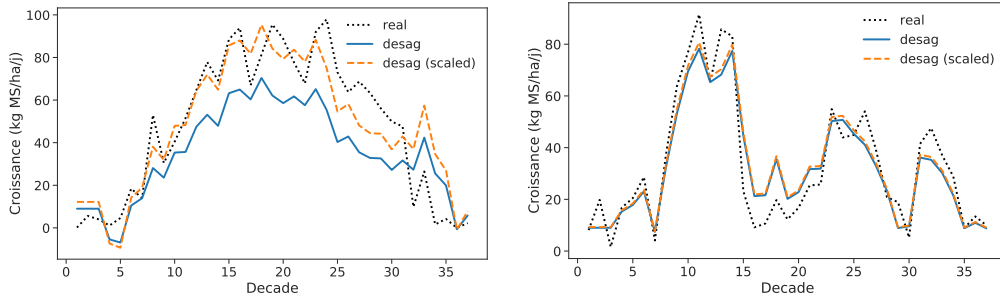 Croissance (kg MS/ha/j)
100
80
60
40
20
0
0 5 10 15 20 25 30 35
Decade
real
desag
desag (scaled)
Croissance (kg MS/ha/j)
80
60
40
20
0
0 5 10 15 20 25 30 35
Decade
real
desag
desag (scaled)